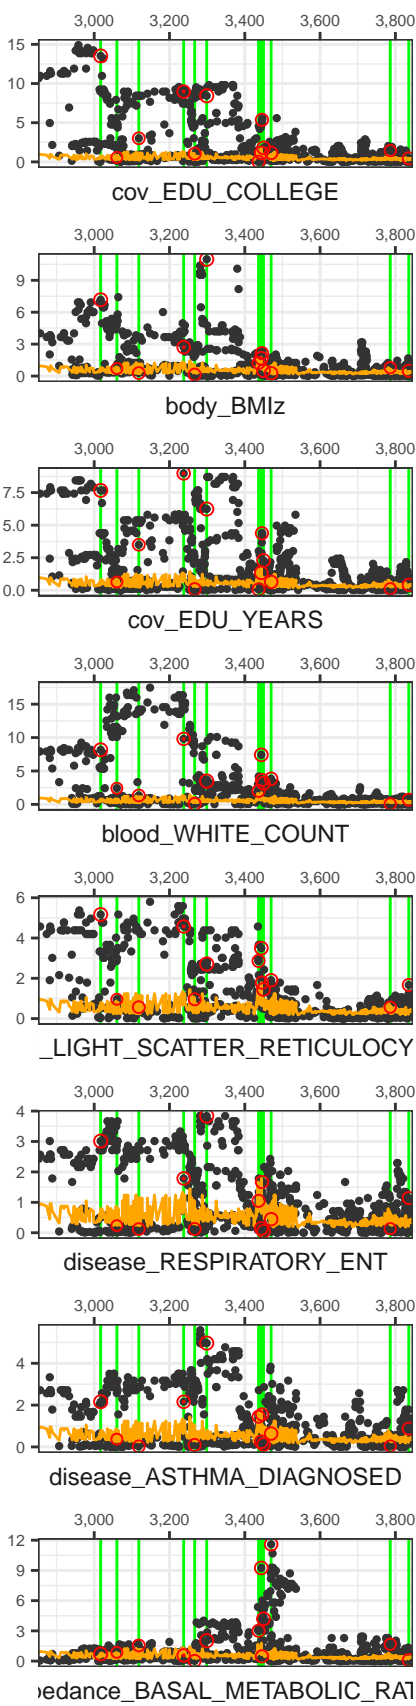 3,000 3,200 3,400 3,600 3,800
15
10
5
0
cov_EDU_COLLEGE
3,000 3,200 3,400 3,600 3,800
9
6
3
0
body_BMIz
3,000 3,200 3,400 3,600 3,800
7.5
5.0
2.5
0.0
cov_EDU_YEARS
3,000 3,200 3,400 3,600 3,800
15
10
5
0
blood_WHITE_COUNT
3,000 3,200 3,400 3,600 3,800
6
4
2
0
_LIGHT_SCATTER_RETICULOCY
3,000 3,200 3,400 3,600 3,800
4
3
2
1
0
disease_RESPIRATORY_ENT
3,000 3,200 3,400 3,600 3,800
4
2
0
disease_ASTHMA_DIAGNOSED
3,000 3,200 3,400 3,600 3,800
12
9
6
3
0
pedance_BASAL_METABOLIC_RAT